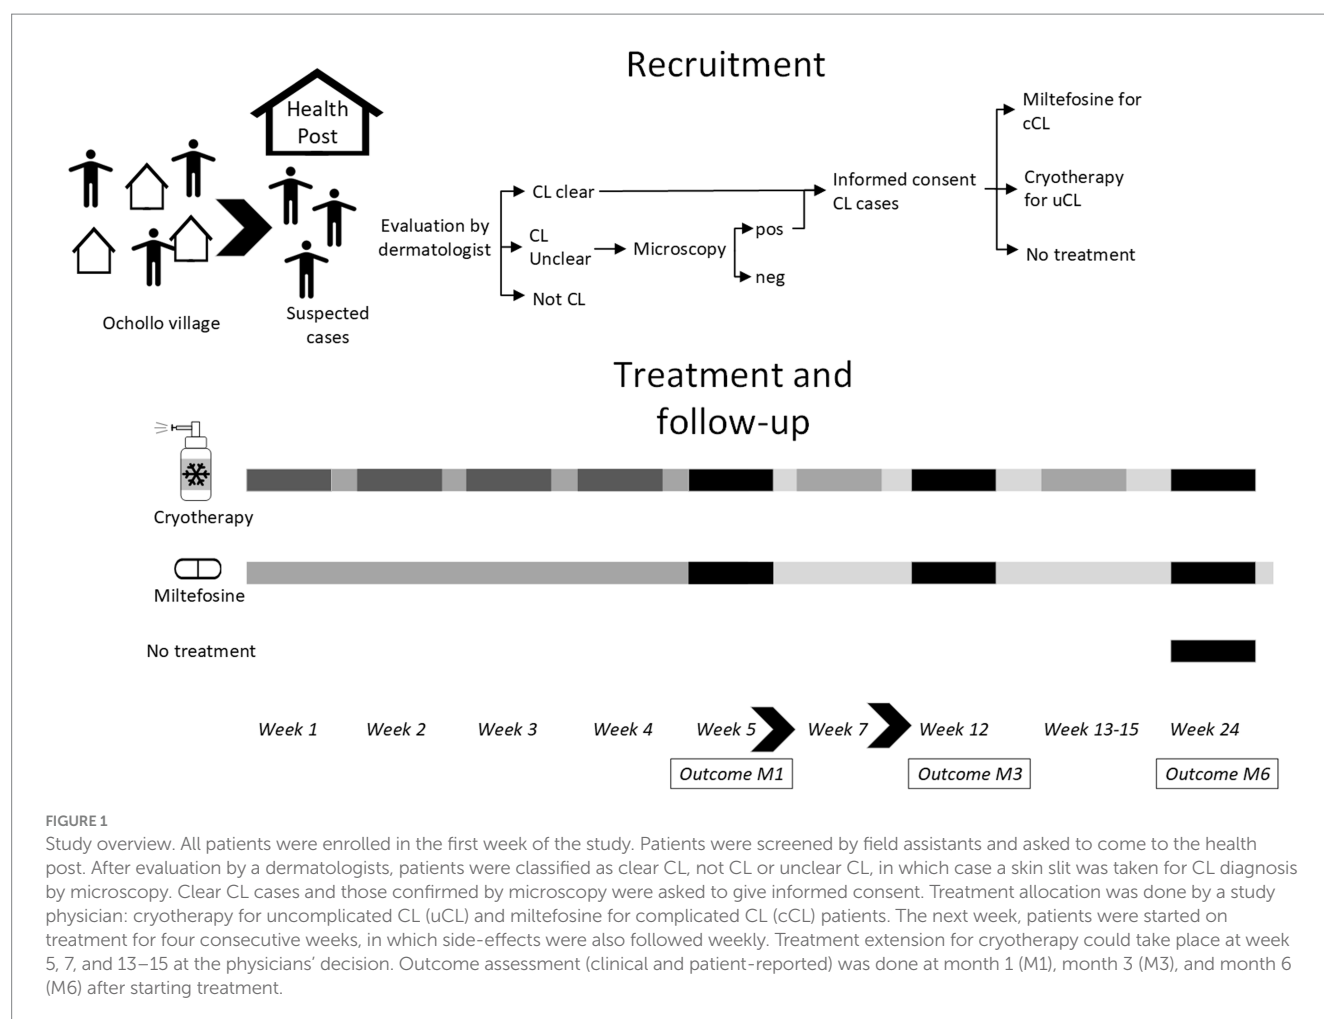 Recruitment
Health
Post
Ochollo village
Suspected
cases
Evaluation by
dermatologist
CL clear
CL
Unclear
Not CL
Microscopy
pos
neg
Informed consent
CL cases
Miltefosine for
cCL
Cryotherapy
for uCL
No treatment
Treatment and
follow-up
Cryotherapy
Miltefosine
No treatment
Week 1 Week 2 Week 3 Week 4 Week 5 Week 7 Week 12 Week 13-15 Week 24
Outcome M1 Outcome M3 Outcome M6
FIGURE 1
Study overview. All patients were enrolled in the first week of the study. Patients were screened by field assistants and asked to come to the health
post. After evaluation by a dermatologists, patients were classified as clear CL, not CL or unclear CL, in which case a skin slit was taken for CL diagnosis
by microscopy. Clear CL cases and those confirmed by microscopy were asked to give informed consent. Treatment allocation was done by a study
physician: cryotherapy for uncomplicated CL (uCL) and miltefosine for complicated CL (cCL) patients. The next week, patients were started on
treatment for four consecutive weeks, in which side-effects were also followed weekly. Treatment extension for cryotherapy could take place at week
5, 7, and 13–15 at the physicians’ decision. Outcome assessment (clinical and patient-reported) was done at month 1 (M1), month 3 (M3), and month 6
(M6) after starting treatment.